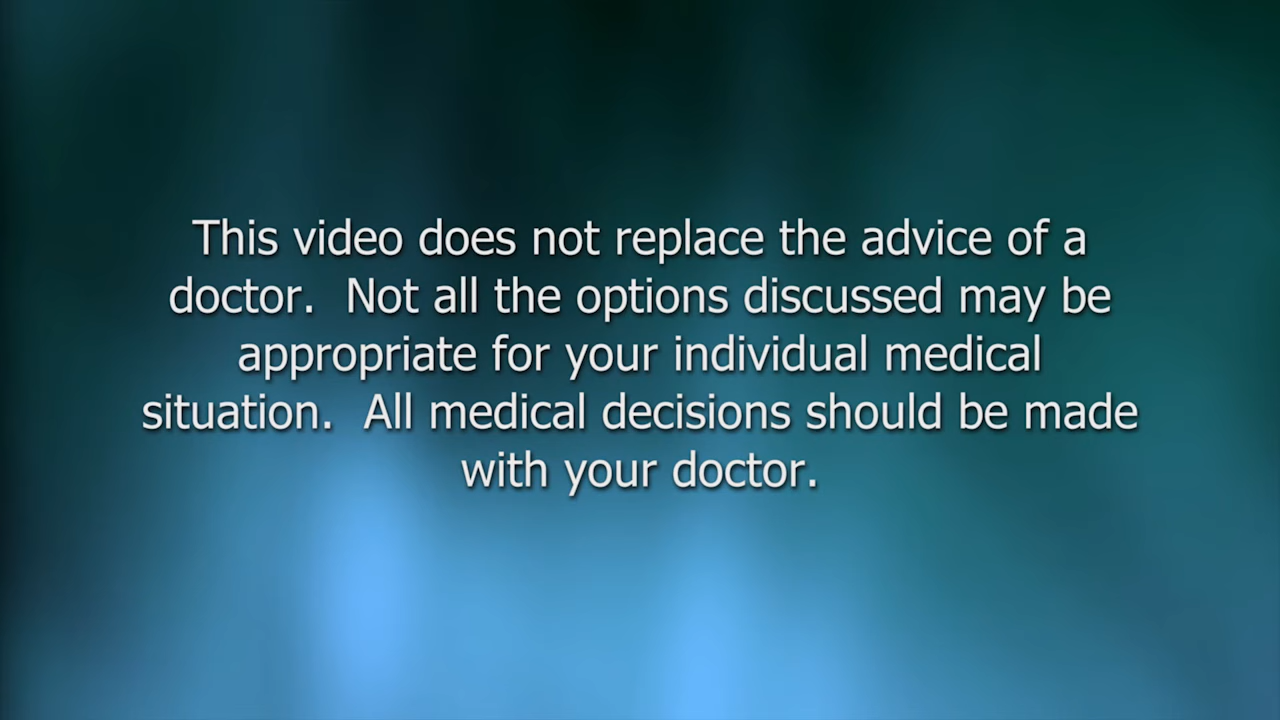 This video does not replace the advice of a
doctor.  Not all the options discussed may be
appropriate for your individual medical
situation.  All medical decisions should be made
with your doctor.